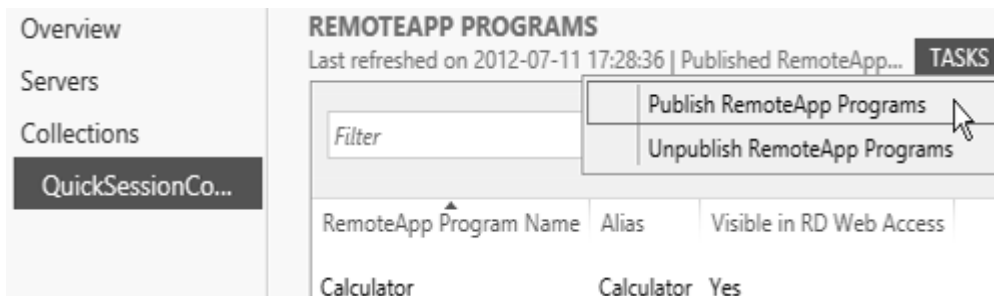 Overview
Servers
Collections
QuickSessionCo...
REMOTEAPP PROGRAMS
Last refreshed on 2012-07-11 17:28:36 | Published RemoteApp...
TASKS
Publish RemoteApp Programs
Unpublish RemoteApp Programs
Filter
RemoteApp Program Name Alias Visible in RD Web Access
Calculator Calculator Yes